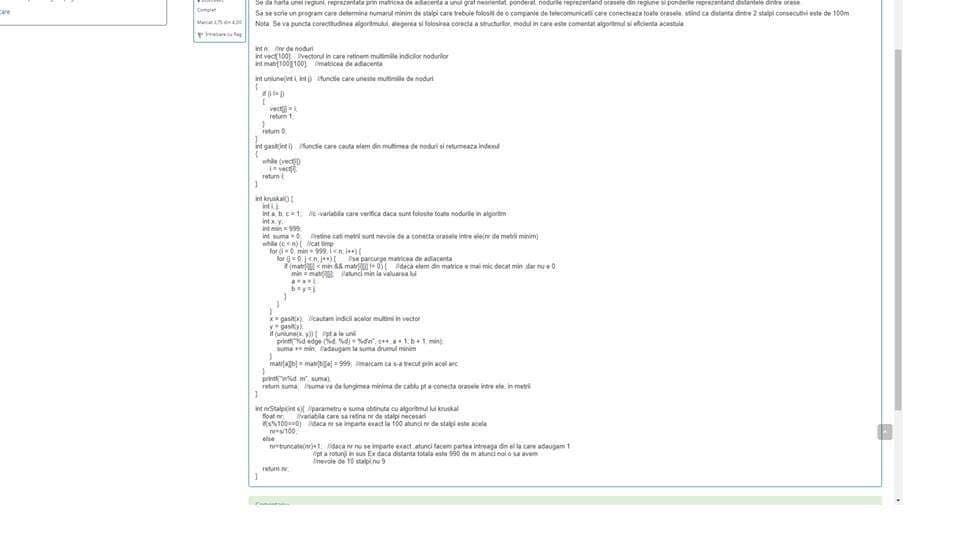 care
Complet
Marcat 3,75 din 4,00
Întrebare cu flag
Se da harta unei regiuni, reprezentata prin matricea de adiacenta a unui graf neorientat, ponderat, nodurile reprezentand orasele din regiune si ponderile reprezentand distantele dintre orase.
Sa se scrie un program care determina numarul minim de stalpi care trebuie folositi de o companie de telecomunicatii care conecteaza toate orasele, stiind ca distanta dintre 2 stalpi consecutivi este de 100m.
Nota: Se va puncta corectitudinea algoritmului, alegerea si folosirea corecta a structurilor, modul in care este comentat algoritmul si eficienta acestuia.
int n; //nr de noduri
int vect[100]; //vectorul in care retinem multimiile indicilor nodurilor
int matr[100][100]; //matricea de adiacenta
int uniune(int i, int j) //functie care uneste multimiile de noduri
{
if (i != j)
{
vect[j] = i;
return 1;
}
return 0;
}
int gasit(int i) //functie care cauta elem din multimea de noduri si returneaza indexul
{
while (vect[i])
i = vect[i];
return i;
}
int kruskal() {
int i, j;
int a, b, c = 1; //c -variabila care verifica daca sunt folosite toate nodurile in algoritm
int x, y;
int min = 999;
int suma = 0; //retine cati metrii sunt nevoie de a conecta orasele intre ele(nr de metrii minim)
while (c < n) { //cat timp
for (i = 0, min = 999; i < n; i++) {
for (j = 0; j < n; j++) { //se parcurge matricea de adiacenta
if (matr[i][j] < min && matr[i][j] != 0) { //daca elem din matrice e mai mic decat min ,dar nu e 0
min = matr[i][j]; //atunci min ia valuarea lui
a = x = i;
b = y = j;
}
}
}
x = gasit(x); //cautam indicii acelor multimi in vector
y = gasit(y);
if (uniune(x, y)) { //pt a le unii
printf("%d edge (%d, %d) = %d\n", c++, a + 1, b + 1, min);
suma += min; //adaugam la suma drumul minim
}
matr[a][b] = matr[b][a] = 999; //marcam ca s-a trecut prin acel arc
}
printf("\n%d m", suma);
return suma; //suma va da lungimea minima de cablu pt a conecta orasele intre ele, in metrii
}
int nrStalpi(int s){ //parametru e suma obtinuta cu algoritmul lui kruskal
float nr; //variabila care sa retina nr de stalpi necesari
if(s%100==0) //daca nr se imparte exact la 100 atunci nr de stalpi este acela
nr=s/100;
else
nr=truncate(nr)+1; //daca nr nu se imparte exact ,atunci facem partea intreaga din el la care adaugam 1
//pt a rotunji in sus Ex daca distanta totala este 990 de m atunci noi o sa avem
//nevoie de 10 stalpi,nu 9
return nr;
}
Comentariu